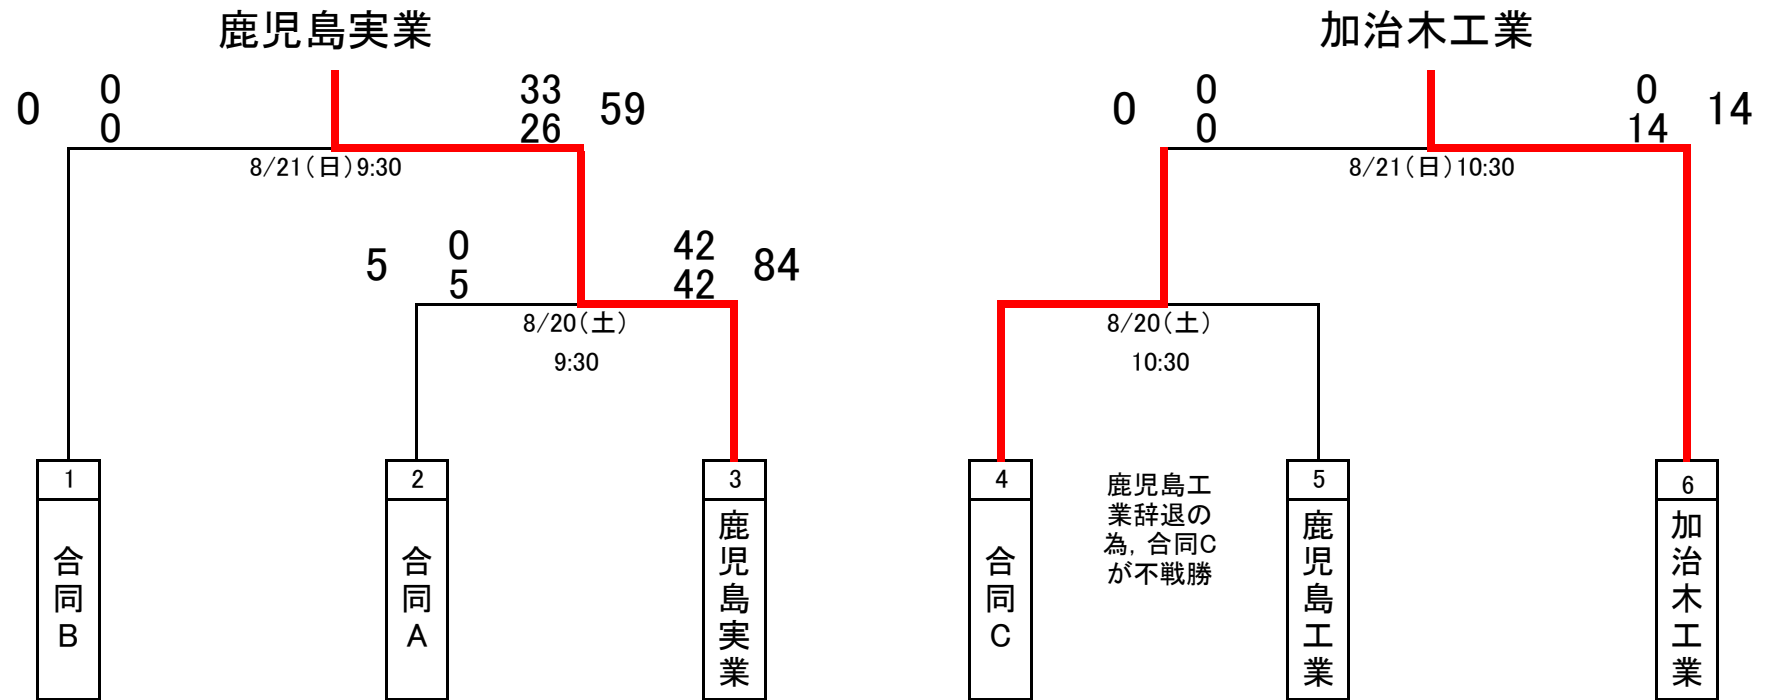 鹿児島実業
加治木工業
0
0
0
33
26
59
8/21(日)9:30
0
0
0
0
14
14
8/21(日)10:30
5
0
5
42
42
84
8/20(土)
9:30
8/20(土)
10:30
1
合同B
2
合同A
3
鹿児島実業
4
合同C
鹿児島工
業辞退の
為，合同C
が不戦勝
5
鹿児島工業
6
加治木工業